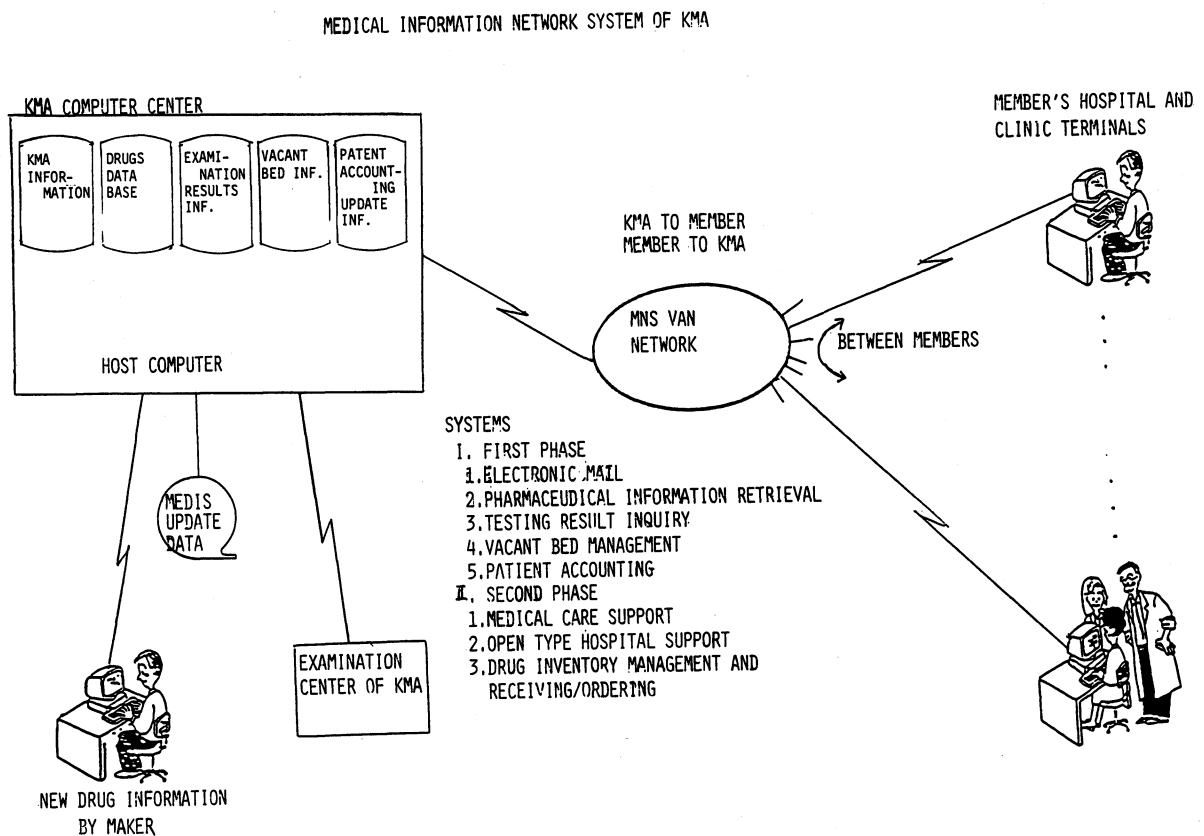 MEDICAL INFORMATION NETWORK SYSTEM OF KMA
KMA COMPUTER CENTER
KMA
INFOR-
MATION
DRUGS
DATA
BASE
EXAMI-
NATION
RESULTS
INF.
VACANT
BED INF.
PATENT
ACCOUNT-
ING
UPDATE
INF.
HOST COMPUTER
MEMBER'S HOSPITAL AND
CLINIC TERMINALS
KMA TO MEMBER
MEMBER TO KMA
MNS VAN
NETWORK
BETWEEN MEMBERS
MEDIS
UPDATE
DATA
SYSTEMS
I. FIRST PHASE
1.ELECTRONIC MAIL
2.PHARMACEUDICAL INFORMATION RETRIEVAL
3.TESTING RESULT INQUIRY
4.VACANT BED MANAGEMENT
5.PATIENT ACCOUNTING
II. SECOND PHASE
1.MEDICAL CARE SUPPORT
2.OPEN TYPE HOSPITAL SUPPORT
3.DRUG INVENTORY MANAGEMENT AND
RECEIVING/ORDERING
EXAMINATION
CENTER OF KMA
NEW DRUG INFORMATION
BY MAKER